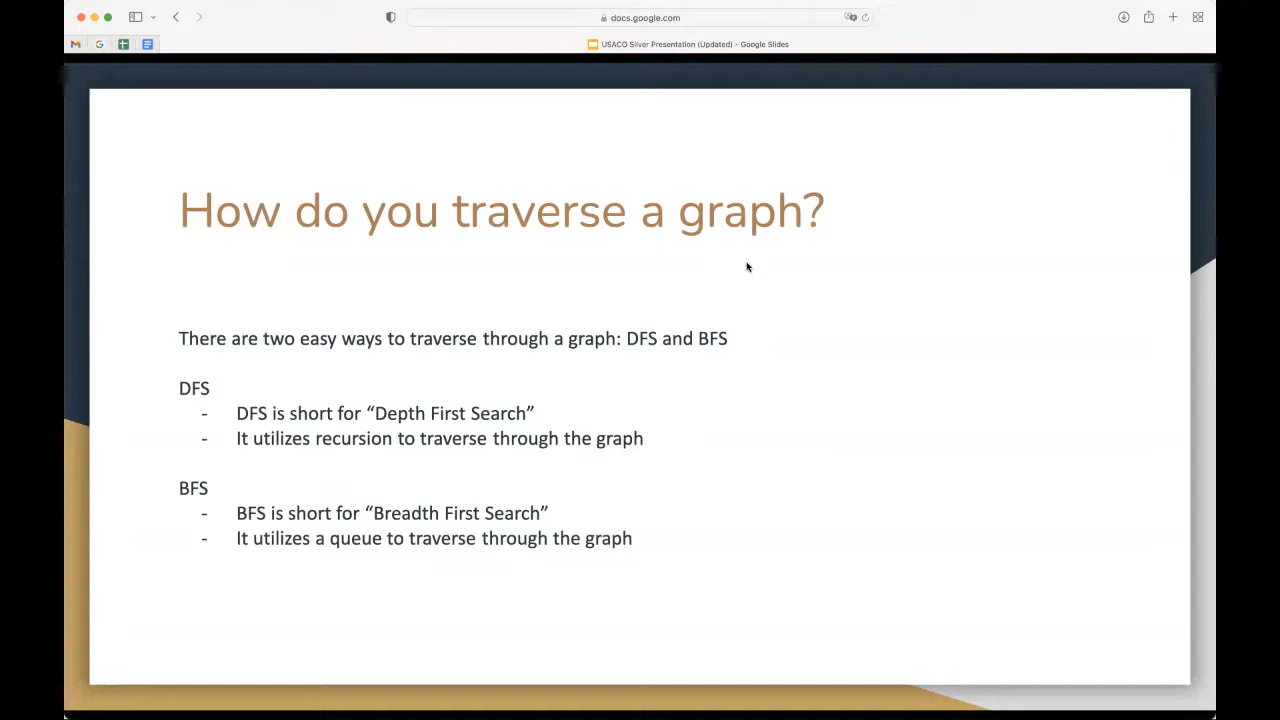 docs.google.com
USACO Silver Presentation (Updated) - Google Slides
How do you traverse a graph?
There are two easy ways to traverse through a graph: DFS and BFS
DFS
- DFS is short for “Depth First Search”
- It utilizes recursion to traverse through the graph
BFS
- BFS is short for “Breadth First Search”
- It utilizes a queue to traverse through the graph